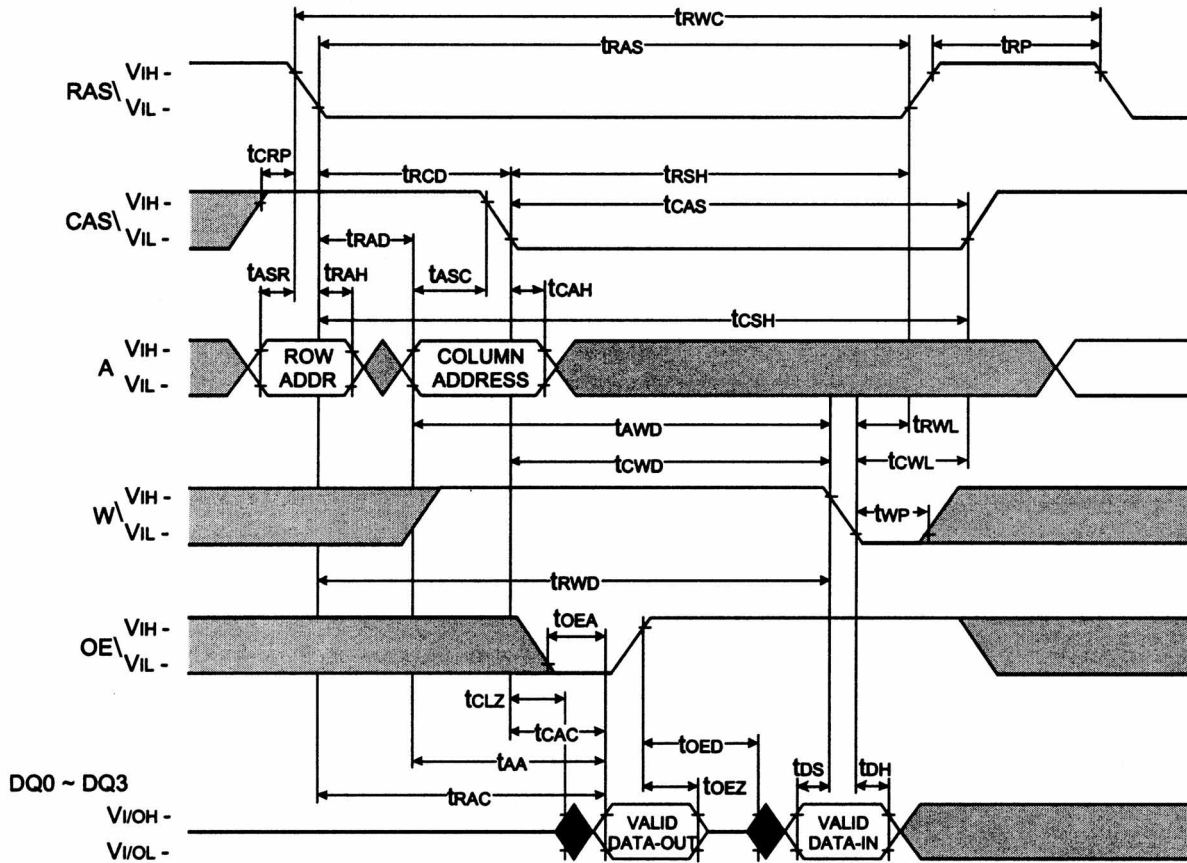 tRWC
tRAS
tRP
VIH -
RAS\
VIL -
tCRP
tRCD
tRSH
VIH -
CAS\
VIL -
tCAS
tRAD
tASR
tRAH
tASC
tCAH
tCSH
VIH -
A
VIL -
ROW
ADDR
COLUMN
ADDRESS
tAWD
tRWL
tCWD
tCWL
VIH -
W\
VIL -
tWP
tRWD
VIH -
OE\
VIL -
tOEA
tCLZ
tCAC
tOED
tAA
DQ0 ~ DQ3
tRAC
tOEZ
tDS
tDH
VI/OH -
VI/OL -
VALID
DATA-OUT
VALID
DATA-IN